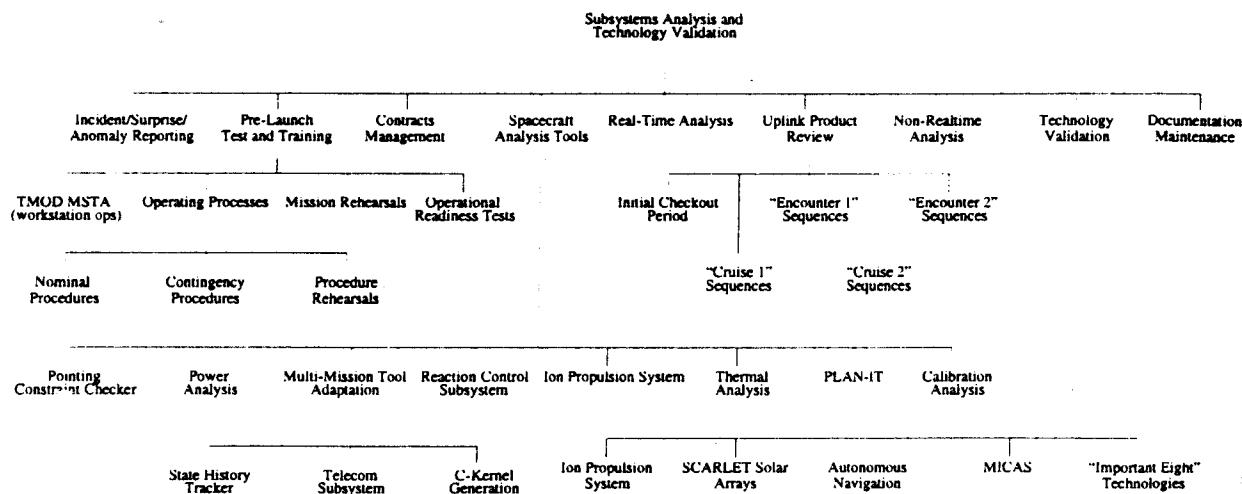 Subsystems Analysis and
Technology Validation
Incident/Surprise/
Anomaly Reporting
Pre-Launch
Test and Training
Contracts
Management
Spacecraft
Analysis Tools
Real-Time Analysis
Uplink Product
Review
Non-Realtime
Analysis
Technology
Validation
Documentation
Maintenance
TMOD MSTA
(workstation ops)
Operating Processes
Mission Rehearsals
Operational
Readiness Tests
Initial Checkout
Period
"Encounter 1"
Sequences
"Encounter 2"
Sequences
Nominal
Procedures
Contingency
Procedures
Procedure
Rehearsals
"Cruise 1"
Sequences
"Cruise 2"
Sequences
Pointing
Constraint Checker
Power
Analysis
Multi-Mission Tool
Adaptation
Reaction Control
Subsystem
Ion Propulsion System
Thermal
Analysis
PLAN-IT
Calibration
Analysis
State History
Tracker
Telecom
Subsystem
C-Kernel
Generation
Ion Propulsion
System
SCARLET Solar
Arrays
Autonomous
Navigation
MICAS
"Important Eight"
Technologies